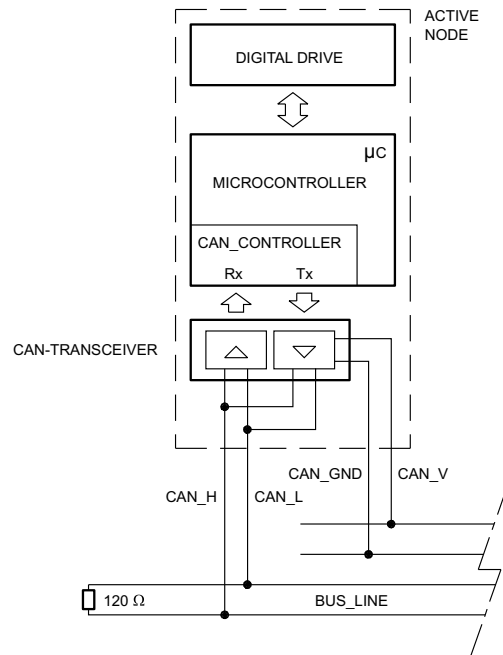 ACTIVE
NODE
DIGITAL DRIVE
µC
MICROCONTROLLER
CAN_CONTROLLER
Rx Tx
CAN-TRANSCEIVER
CAN_GND CAN_V
CAN_H CAN_L
120 Ω BUS_LINE